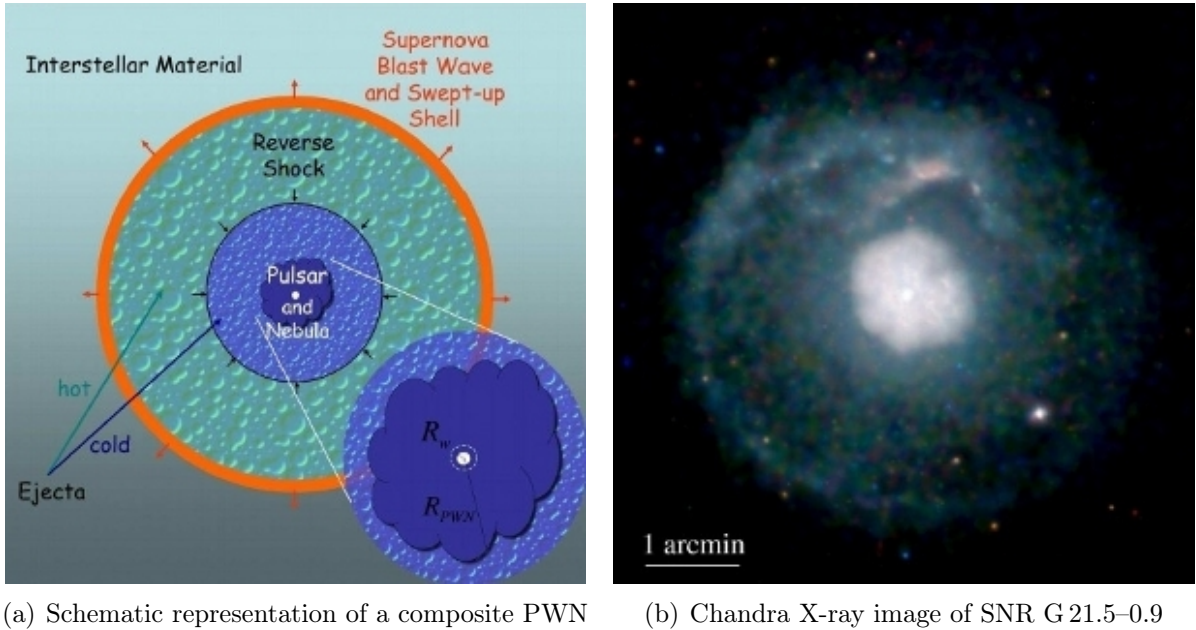 Interstellar Material
Supernova
Blast Wave
and Swept-up
Shell
Reverse
Shock
Pulsar
and
Nebula
hot
cold
Ejecta
R_w
R_PWN
1 arcmin
(a) Schematic representation of a composite PWN
(b) Chandra X-ray image of SNR G 21.5–0.9